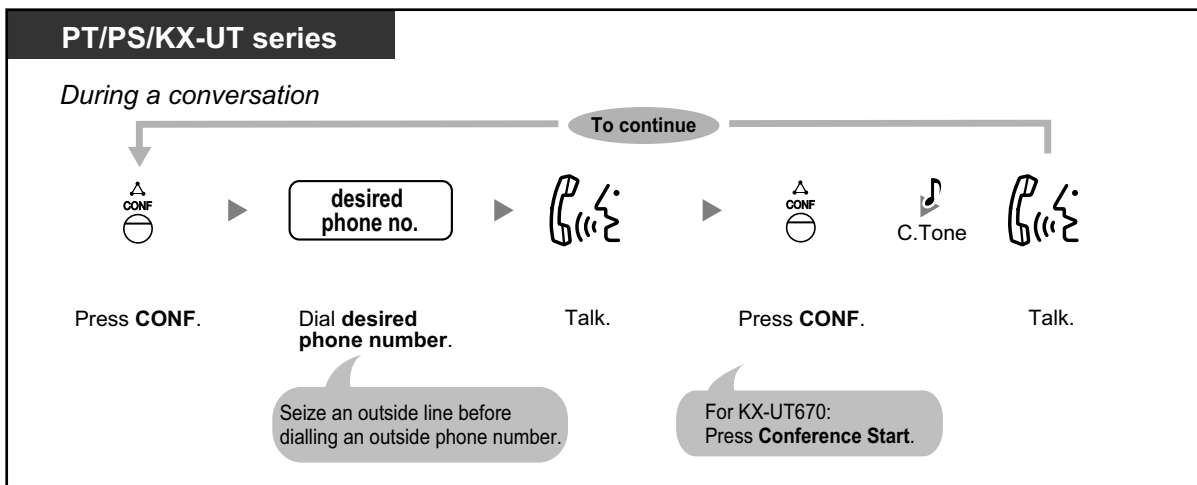 PT/PS/KX-UT series
During a conversation
To continue
CONF
desired
phone no.
CONF
C.Tone
Press CONF.
Dial desired
phone number.
Talk.
Press CONF.
Talk.
Seize an outside line before
dialling an outside phone number.
For KX-UT670:
Press Conference Start.